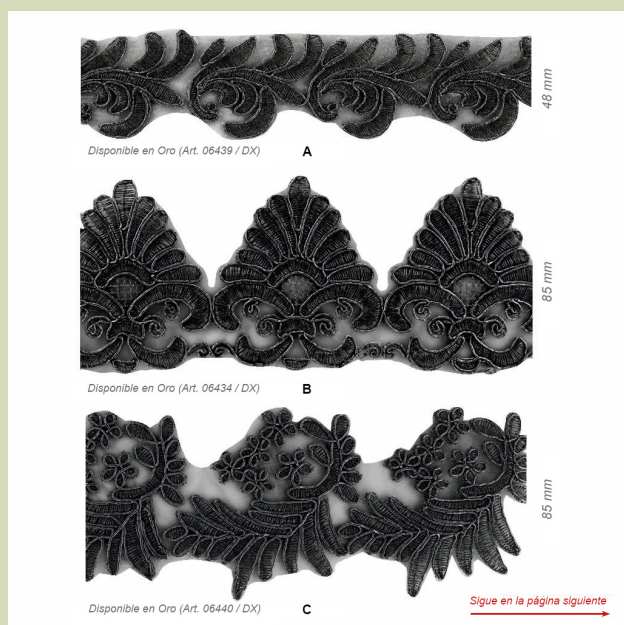 48 mm
Disponible en Oro (Art. 06439 / DX)
A
85 mm
Disponible en Oro (Art. 06434 / DX)
B
85 mm
Disponible en Oro (Art. 06440 / DX)
C
Sigue en la página siguiente